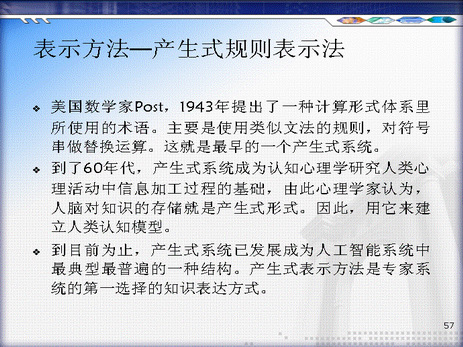 表示方法—产生式规则表示法
❖ 美国数学家Post，1943年提出了一种计算形式体系里
所使用的术语。主要是使用类似文法的规则，对符号
串做替换运算。这就是最早的一个产生式系统。
❖ 到了60年代，产生式系统成为认知心理学研究人类心
理活动中信息加工过程的基础，由此心理学家认为，
人脑对知识的存储就是产生式形式。因此，用它来建
立人类认知模型。
❖ 到目前为止，产生式系统已发展成为人工智能系统中
最典型最普遍的一种结构。产生式表示方法是专家系
统的第一选择的知识表达方式。
57